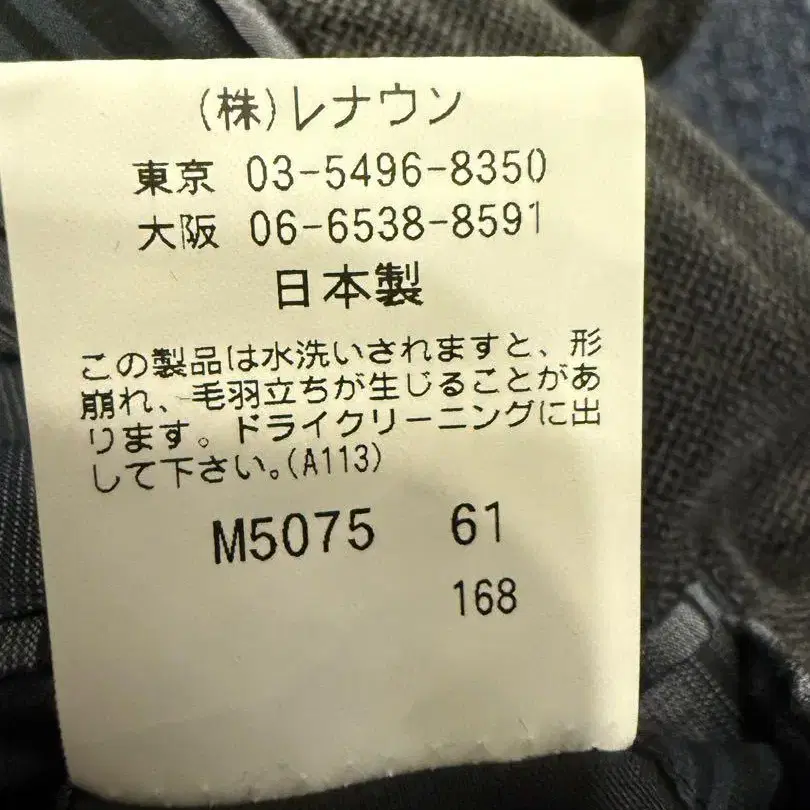 (株)レナウン
東京 03-5496-8350
大阪 06-6538-8591
日本製
この製品は水洗いされますと、形
崩れ、毛羽立ちが生じることがあ
ります。ドライクリーニングに出
して下さい。(A113)
M5075 61
168